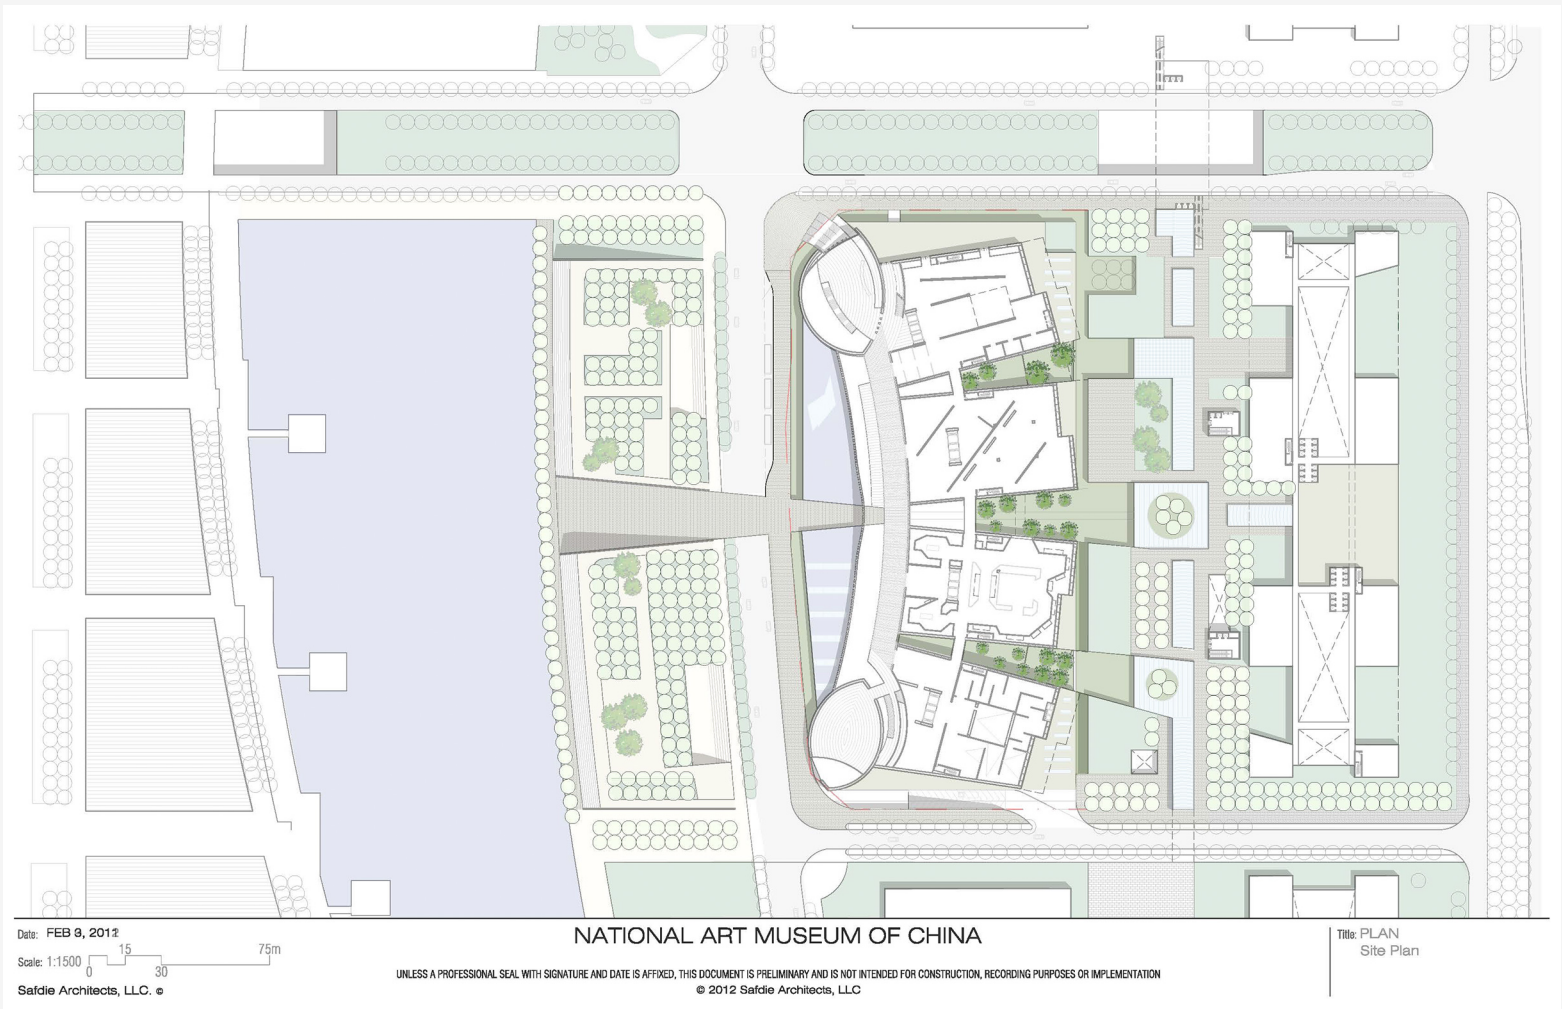 Date: FEB 3, 2012
Scale: 1:1500
15
75m
0
30
Safdie Architects, LLC. ©
NATIONAL ART MUSEUM OF CHINA
UNLESS A PROFESSIONAL SEAL WITH SIGNATURE AND DATE IS AFFIXED, THIS DOCUMENT IS PRELIMINARY AND IS NOT INTENDED FOR CONSTRUCTION, RECORDING PURPOSES OR IMPLEMENTATION
© 2012 Safdie Architects, LLC
Title: PLAN
Site Plan